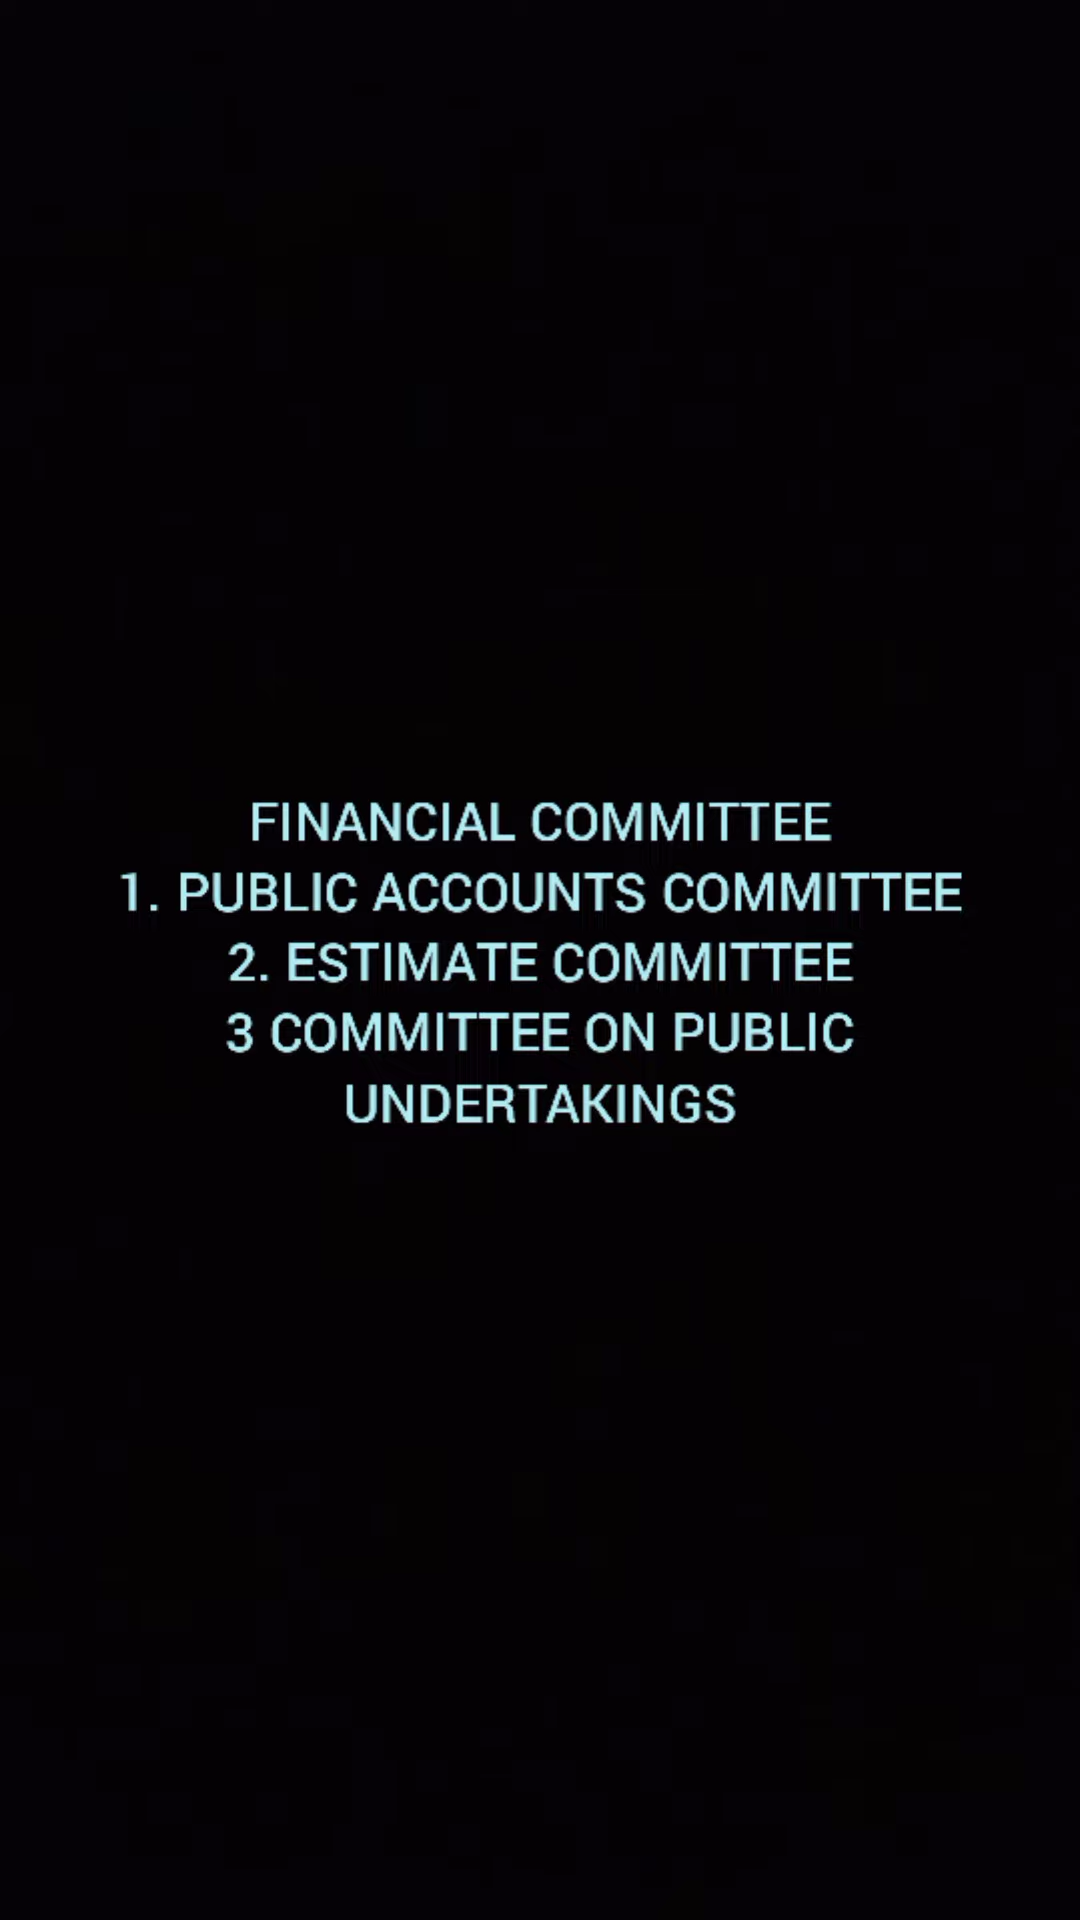 FINANCIAL COMMITTEE
1. PUBLIC ACCOUNTS COMMITTEE
2. ESTIMATE COMMITTEE
3 COMMITTEE ON PUBLIC
UNDERTAKINGS